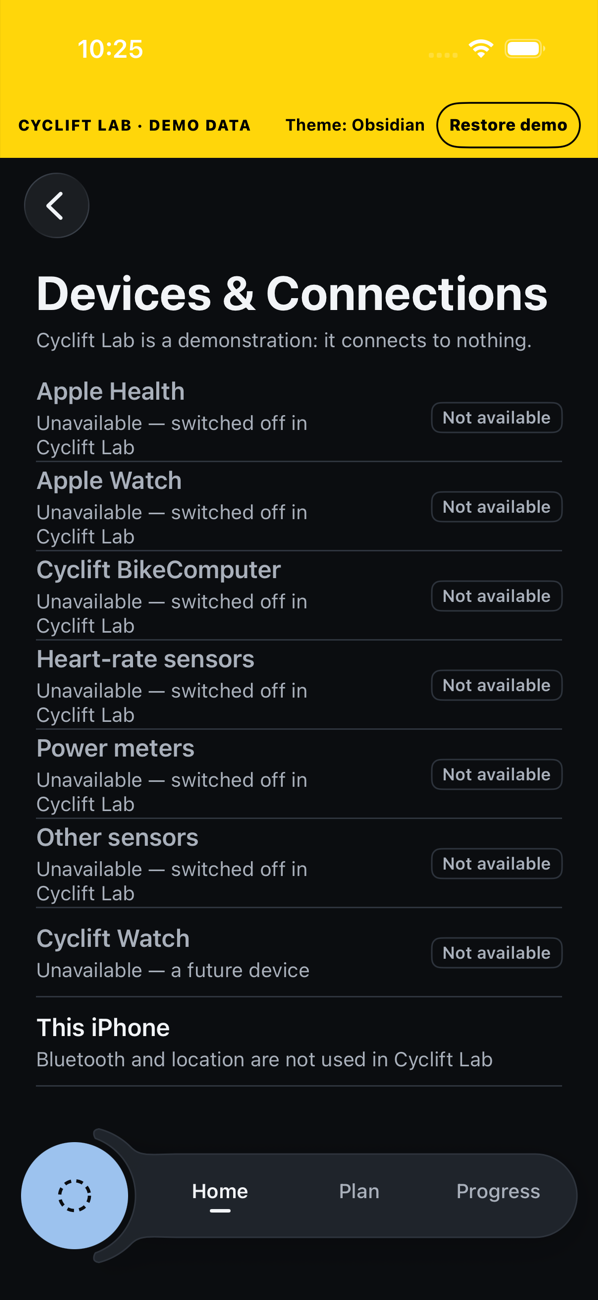 10:25
CYCLIFT LAB · DEMO DATA
Theme: Obsidian
Restore demo
Devices & Connections
Cyclift Lab is a demonstration: it connects to nothing.
Apple Health
Unavailable — switched off in
Cyclift Lab
Not available
Apple Watch
Unavailable — switched off in
Cyclift Lab
Not available
Cyclift BikeComputer
Unavailable — switched off in
Cyclift Lab
Not available
Heart-rate sensors
Unavailable — switched off in
Cyclift Lab
Not available
Power meters
Unavailable — switched off in
Cyclift Lab
Not available
Other sensors
Unavailable — switched off in
Cyclift Lab
Not available
Cyclift Watch
Unavailable — a future device
Not available
This iPhone
Bluetooth and location are not used in Cyclift Lab
Home
Plan
Progress